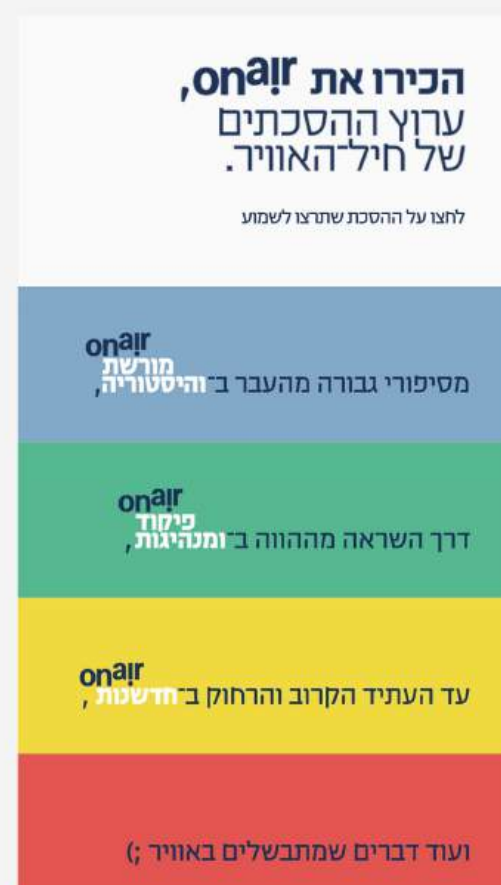 הכירו את onair,
ערוץ ההסכתים
של חיל־האוויר.
לחצו על ההסכת שתרצו לשמוע
onair
מורשת
מסיפורי גבורה מהעבר ב־והיסטוריה,
onair
פיקוד
דרך השראה מההווה ב־ומנהיגות,
onair
עד העתיד הקרוב והרחוק ב־חדשנות,
ועוד דברים שמתבשלים באוויר ;)